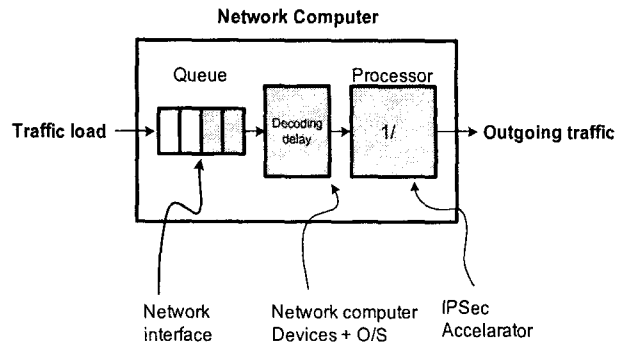 Network Computer
Queue
Processor
Traffic load
Decoding
delay
1/
Outgoing traffic
Network
interface
Network computer
Devices + O/S
IPSec
Accelarator